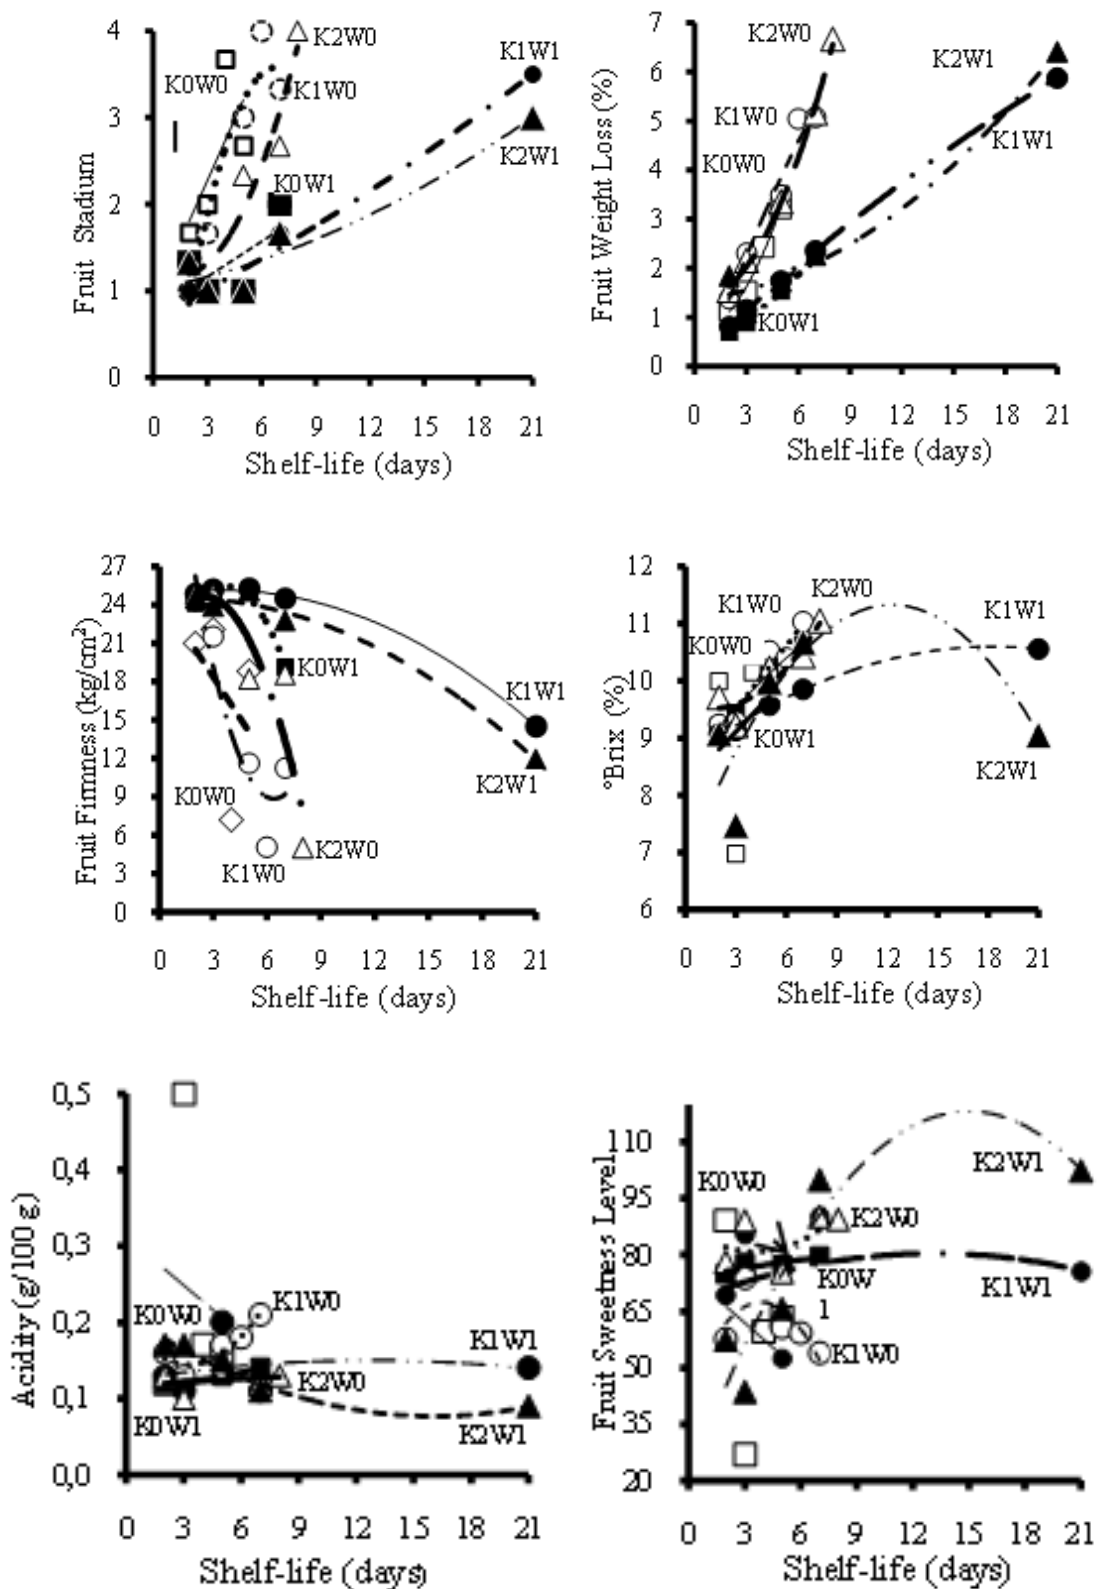 4
3
2
1
0
Fruit Stadium
K2W0
K1W1
K0W0
K1W0
K2W1
K0W1
0 3 6 9 12 15 18 21
Shelf-life (days)
7
6
5
4
3
2
1
0
Fruit Weight Loss (%)
K2W0
K2W1
K1W0
K0W0
K1W1
K0W1
0 3 6 9 12 15 18 21
Shelf-life (days)
27
24
21
18
15
12
9
6
3
0
Fruit Firmness (kg/cm²)
K0W1
K1W1
K2W1
K0W0
K2W0
K1W0
0 3 6 9 12 15 18 21
Shelf-life (days)
12
11
10
9
8
7
6
°Brix (%)
K2W0
K1W0
K1W1
K0W0
K0W1
K2W1
0 3 6 9 12 15 18 21
Shelf-life (days)
0,5
0,4
0,3
0,2
0,1
0,0
Acidity (g/100 g)
K0W0
K1W0
K1W1
K2W0
K0W1
K2W1
0 3 6 9 12 15 18 21
Shelf-life (days)
110
95
80
65
50
35
20
Fruit Sweetness Level
K0W0
K2W1
K2W0
K0W
1
K1W1
K1W0
0 3 6 9 12 15 18 21
Shelf-life (days)